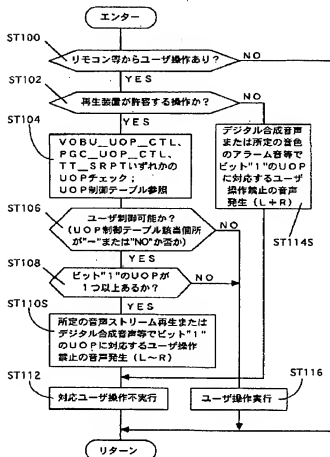 エンター
ST100
リモコン等からユーザ操作あり?
NO
YES
ST102
再生装置が許容する操作か?
NO
YES
ST104
VOBU_UOP_CTL、
PGC_UOP_CTL、
TT_SRPTいずれかの
UOPチェック;
UOP制御テーブル参照
デジタル合成音声
または所定の音色
のアラーム音等で
ビット"1"のUOP
に対応するユーザ
操作禁止の音声
発生(L+R)
ST114S
ST106
ユーザ制御可能か?
(UOP制御テーブル該当個所
が"ー"または"NO"か否か)
NO
YES
ST108
ビット"1"のUOPが
1つ以上あるか?
NO
YES
ST110S
所定の音声ストリーム再生または
デジタル合成音声等でビット"1"
のUOPに対応するユーザ操作
禁止の音声発生(L~R)
ST112
対応ユーザ操作不実行
ST116
ユーザ操作実行
リターン